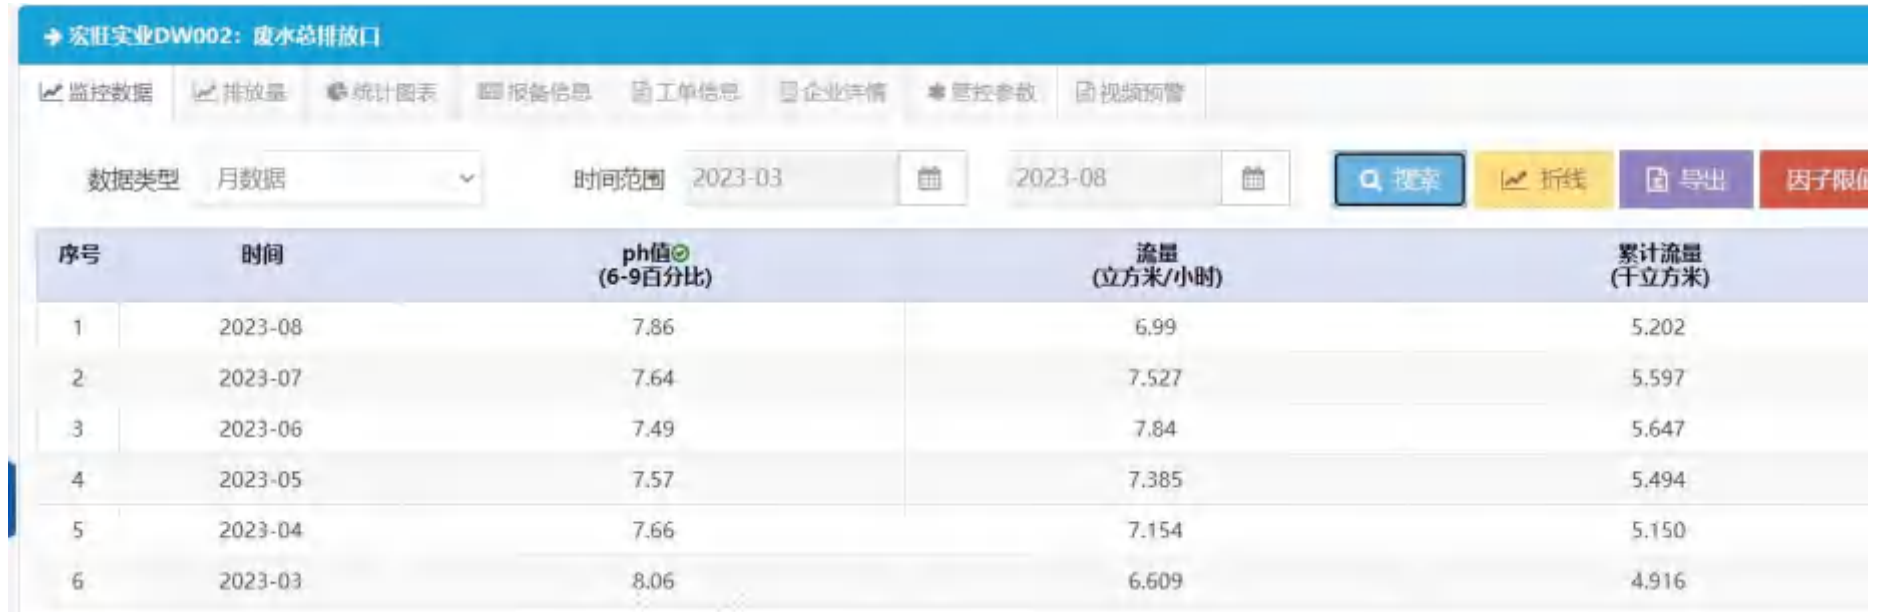 宏旺实业DW002：废水总排放口
监控数据 排放量 统计图表 报备信息 工单信息 企业详情 管控参数 视频预警
数据类型 月数据 时间范围 2023-03 2023-08 搜索 折线 导出 因子限值
序号 时间 ph值 流量 累计流量
(6-9百分比) (立方米/小时) (千立方米)
1 2023-08 7.86 6.99 5.202
2 2023-07 7.64 7.527 5.597
3 2023-06 7.49 7.84 5.647
4 2023-05 7.57 7.385 5.494
5 2023-04 7.66 7.154 5.150
6 2023-03 8.06 6.609 4.916